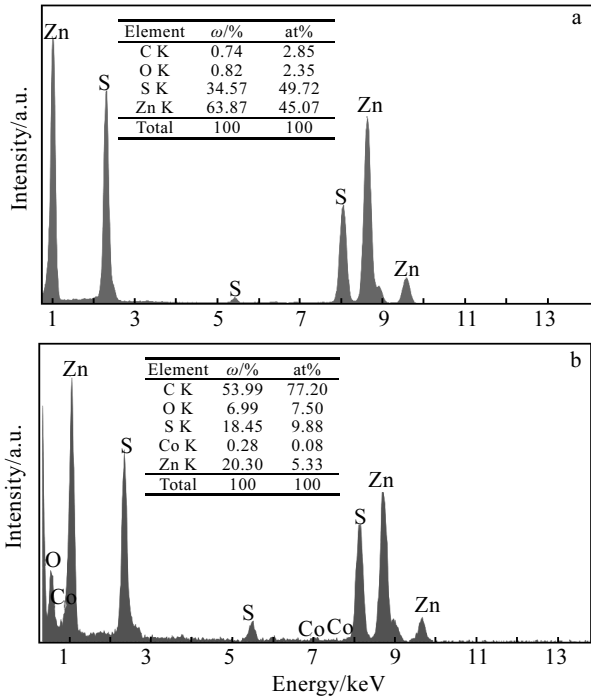 a
Zn
Element ω/% at%
C K 0.74 2.85
O K 0.82 2.35
S K 34.57 49.72
Zn K 63.87 45.07
Total 100 100
S
Zn
S
Zn
S
Intensity/a.u.
1 3 5 7 9 11 13
b
Zn
Element ω/% at%
C K 53.99 77.20
O K 6.99 7.50
S K 18.45 9.88
Co K 0.28 0.08
Zn K 20.30 5.33
Total 100 100
S
Zn
S
O
Co
S
Co Co
Zn
Intensity/a.u.
1 3 5 7 9 11 13
Energy/keV